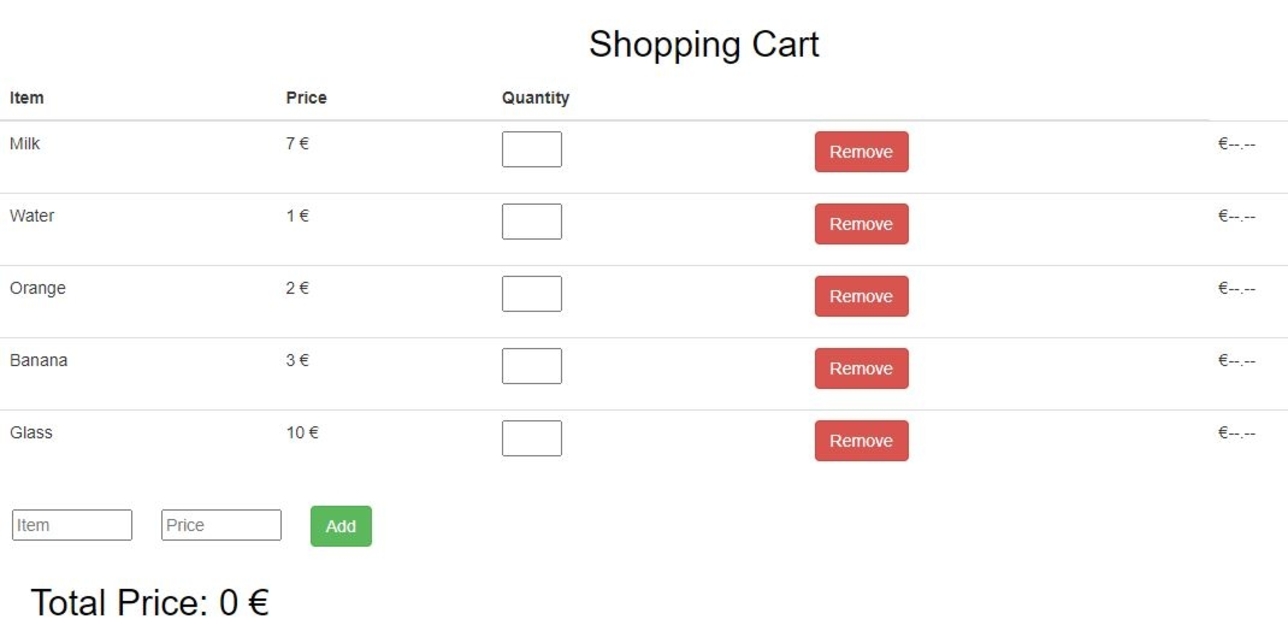 Shopping Cart
Item Price Quantity
Milk 7 € Remove €--.--
Water 1 € Remove €--.--
Orange 2 € Remove €--.--
Banana 3 € Remove €--.--
Glass 10 € Remove €--.--
Item Price Add
Total Price: 0 €